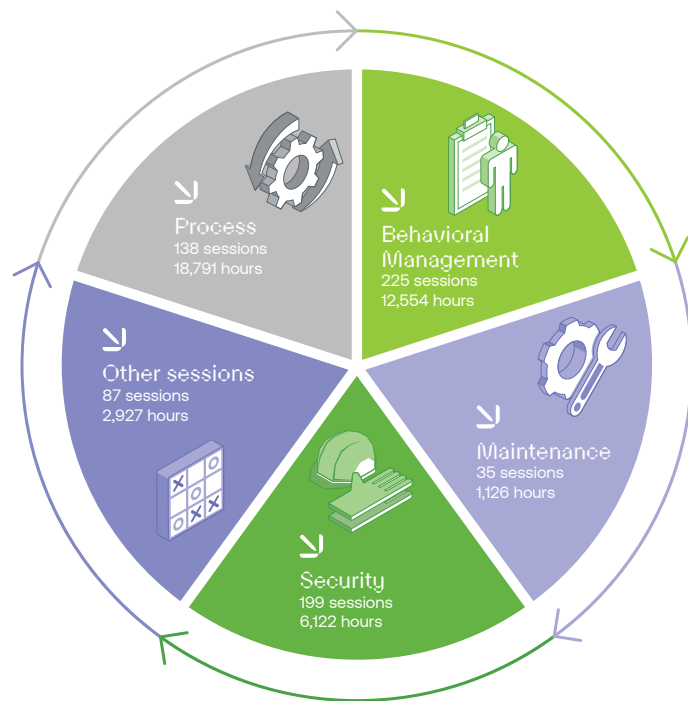 Process
138 sessions
18,791 hours
Behavioral
Management
225 sessions
12,554 hours
Maintenance
35 sessions
1,126 hours
Security
199 sessions
6,122 hours
Other sessions
87 sessions
2,927 hours